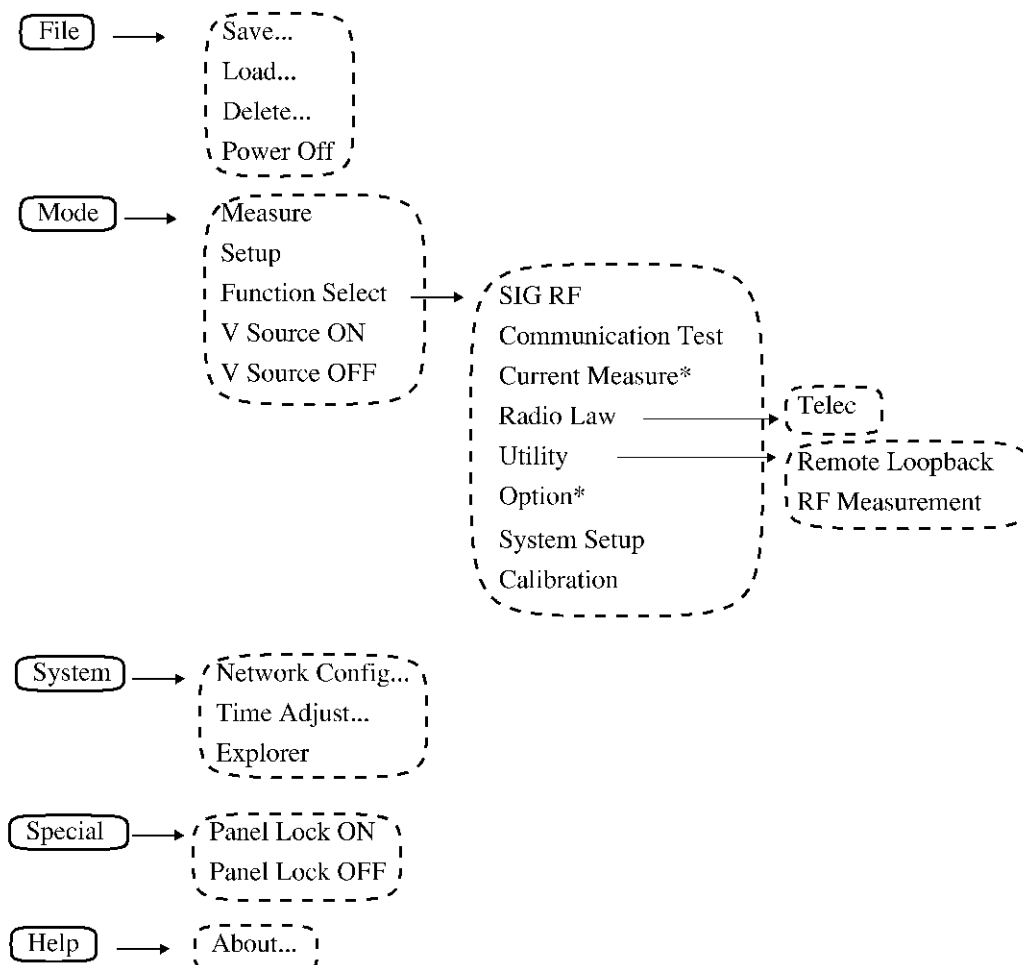 File
Save...
Load...
Delete...
Power Off
Mode
Measure
Setup
Function Select
V Source ON
V Source OFF
SIG RF
Communication Test
Current Measure*
Radio Law
Utility
Option*
System Setup
Calibration
Telec
Remote Loopback
RF Measurement
System
Network Config...
Time Adjust...
Explorer
Special
Panel Lock ON
Panel Lock OFF
Help
About...